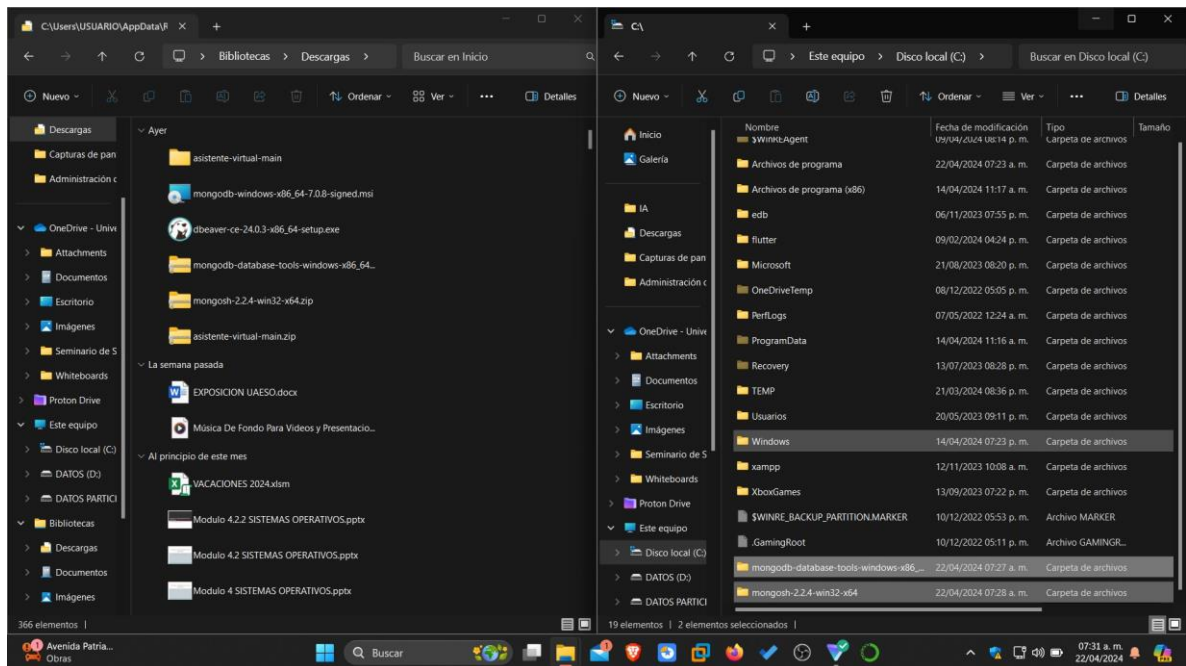 C:\Users\USUARIO\AppData\R
Bibliotecas > Descargas >
Buscar en Inicio
Nuevo
Ordenar
Ver
Detalles
Descargas
Capturas de pan
Administración c
OneDrive - Unive
Attachments
Documentos
Escritorio
Imágenes
Seminario de S
Whiteboards
Proton Drive
Este equipo
Disco local (C:)
DATOS (D:)
DATOS PARTICI
Bibliotecas
Descargas
Documentos
Imágenes
Ayer
asistente-virtual-main
mongodb-windows-x86_64-7.0.8-signed.msi
dbeaver-ce-24.0.3-x86_64-setup.exe
mongodb-database-tools-windows-x86_64...
mongosh-2.2.4-win32-x64.zip
asistente-virtual-main.zip
La semana pasada
EXPOSICION UAESO.docx
Música De Fondo Para Videos y Presentacio...
Al principio de este mes
VACACIONES 2024.xlsm
Modulo 4.2.2 SISTEMAS OPERATIVOS.pptx
Modulo 4.2 SISTEMAS OPERATIVOS.pptx
Modulo 4 SISTEMAS OPERATIVOS.pptx
366 elementos
C:\
Este equipo > Disco local (C:) >
Buscar en Disco local (C:)
Nuevo
Ordenar
Ver
Detalles
Inicio
Galería
IA
Descargas
Capturas de pan
Administración c
OneDrive - Unive
Attachments
Documentos
Escritorio
Imágenes
Seminario de S
Whiteboards
Proton Drive
Este equipo
Disco local (C:)
DATOS (D:)
DATOS PARTICI
Nombre Fecha de modificación Tipo Tamaño
$WinREAgent 09/04/2024 08:14 p. m. Carpeta de archivos
Archivos de programa 22/04/2024 07:23 a. m. Carpeta de archivos
Archivos de programa (x86) 14/04/2024 11:17 a. m. Carpeta de archivos
edb 06/11/2023 07:55 p. m. Carpeta de archivos
flutter 09/02/2024 04:24 p. m. Carpeta de archivos
Microsoft 21/08/2023 08:20 p. m. Carpeta de archivos
OneDriveTemp 08/12/2022 05:05 p. m. Carpeta de archivos
PerfLogs 07/05/2022 12:24 a. m. Carpeta de archivos
ProgramData 14/04/2024 11:16 a. m. Carpeta de archivos
Recovery 13/07/2023 08:28 p. m. Carpeta de archivos
TEMP 21/03/2024 08:36 p. m. Carpeta de archivos
Usuarios 20/05/2023 09:11 p. m. Carpeta de archivos
Windows 14/04/2024 07:23 p. m. Carpeta de archivos
xampp 12/11/2023 10:08 a. m. Carpeta de archivos
XboxGames 13/09/2023 07:22 p. m. Carpeta de archivos
$WINRE_BACKUP_PARTITION.MARKER 10/12/2022 05:53 p. m. Archivo MARKER
.GamingRoot 10/12/2022 05:11 p. m. Archivo GAMINGR...
mongodb-database-tools-windows-x86_... 22/04/2024 07:27 a. m. Carpeta de archivos
mongosh-2.2.4-win32-x64 22/04/2024 07:28 a. m. Carpeta de archivos
19 elementos | 2 elementos seleccionados |
Avenida Patria...
Obras
Buscar
07:31 a. m.
22/04/2024